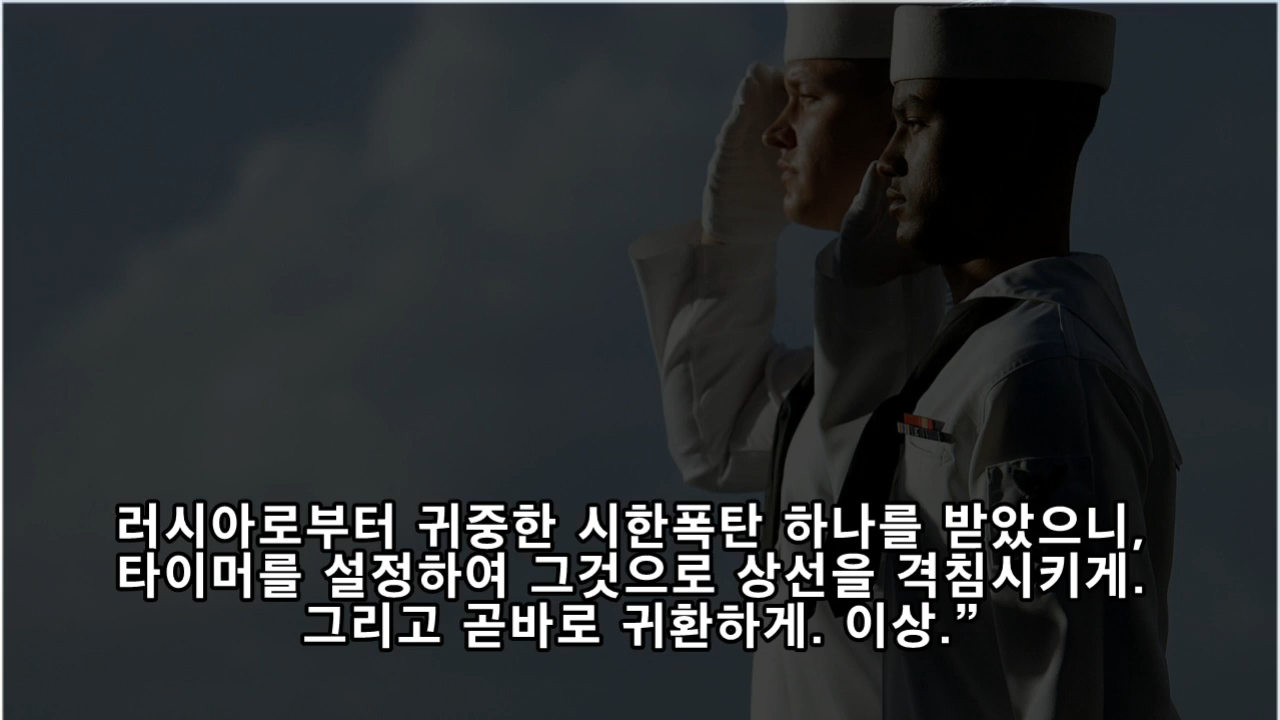 러시아로부터 귀중한 시한폭탄 하나를 받았으니,
타이머를 설정하여 그것으로 상선을 격침시키게.
그리고 곧바로 귀환하게. 이상.”